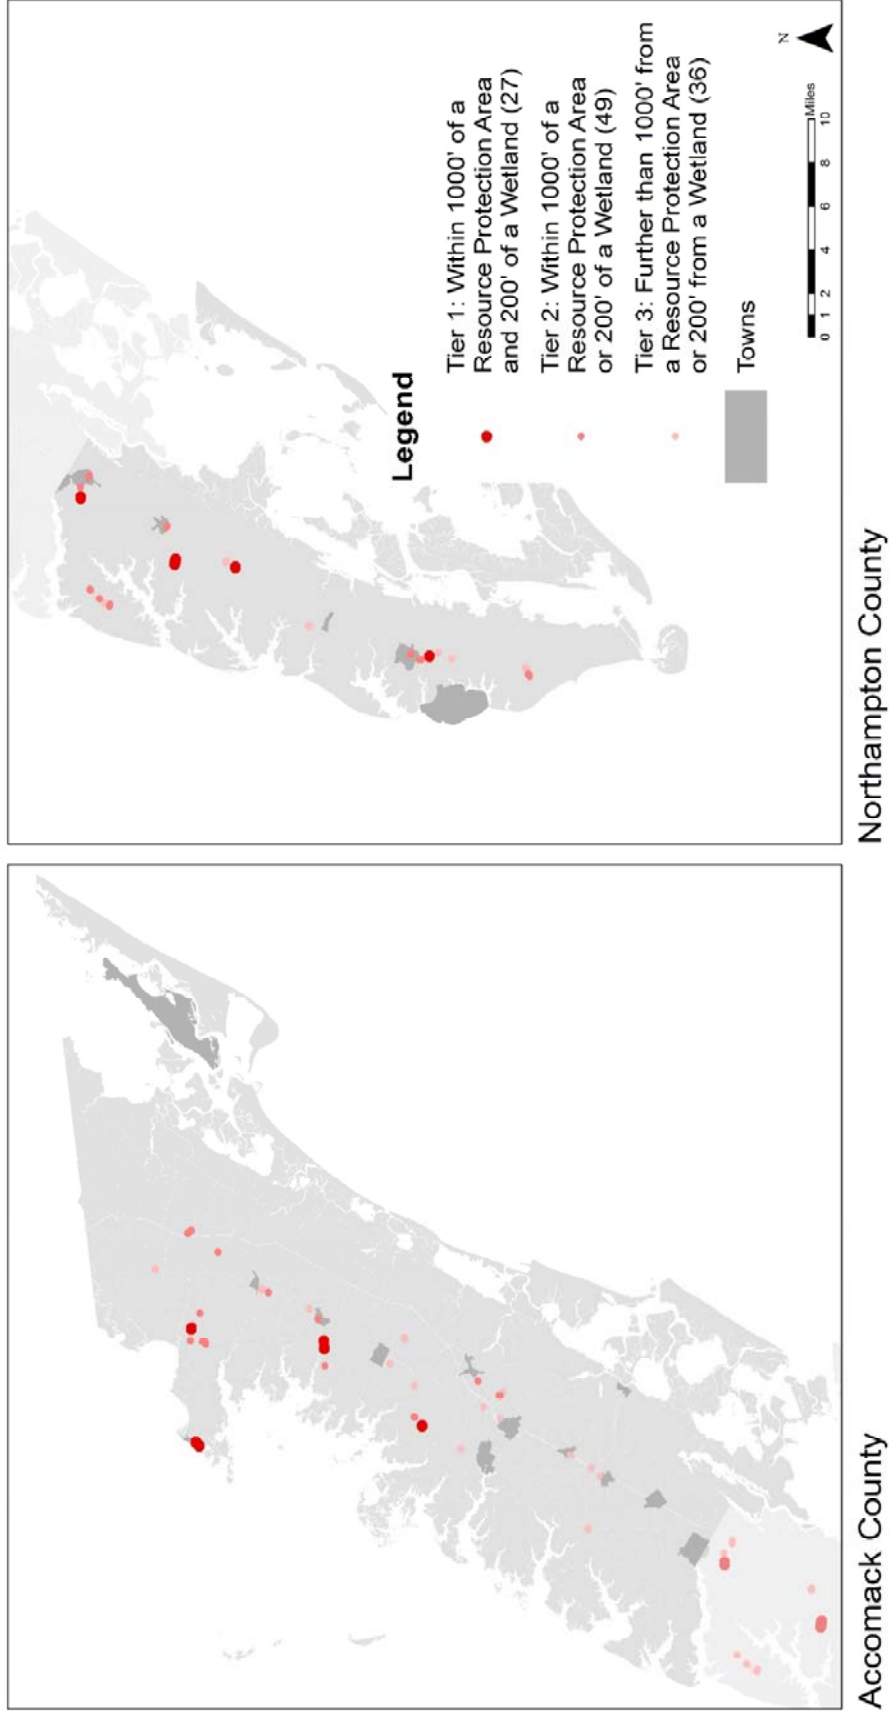 Accomack County
Northampton County
Legend
Tier 1: Within 1000' of a
Resource Protection Area
and 200' of a Wetland (27)
Tier 2: Within 1000' of a
Resource Protection Area
or 200' of a Wetland (49)
Tier 3: Further than 1000' from
a Resource Protection Area
or 200' from a Wetland (36)
Towns
0 1 2 4 6 8 10
Miles
N